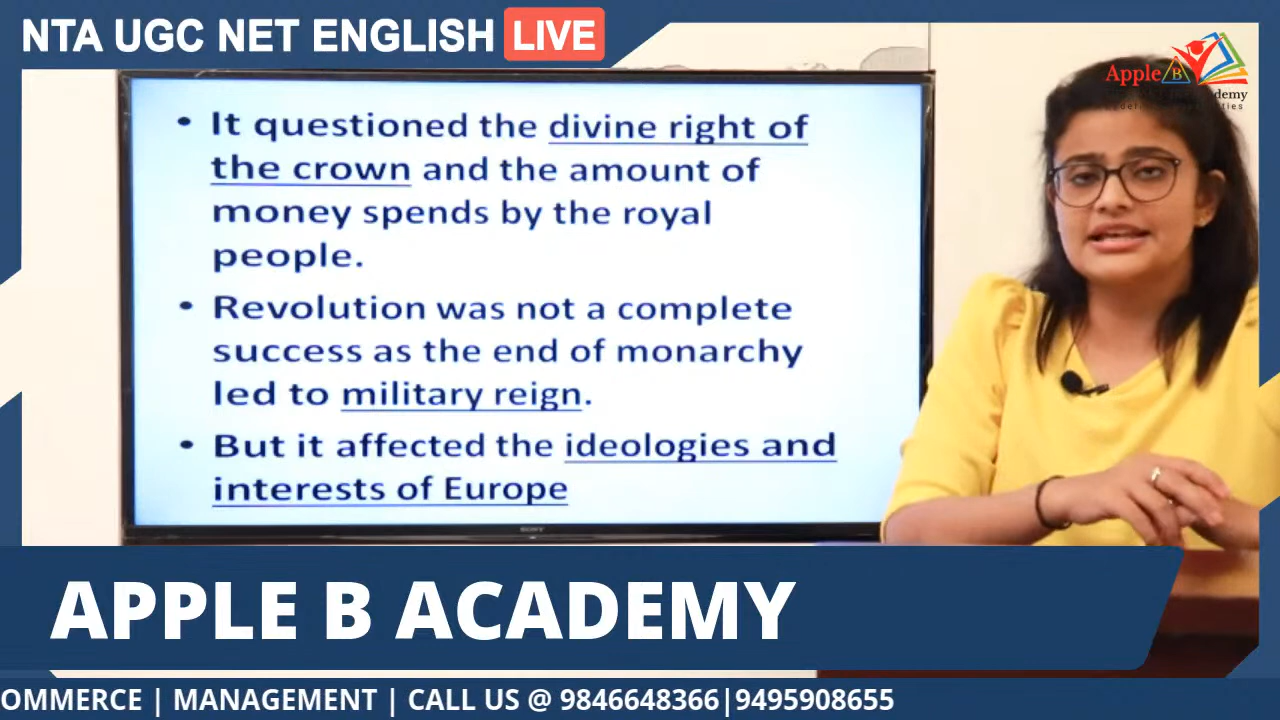 NTA UGC NET ENGLISH LIVE
Apple B
• It questioned the divine right of
the crown and the amount of
money spends by the royal
people.
• Revolution was not a complete
success as the end of monarchy
led to military reign.
• But it affected the ideologies and
interests of Europe
SONY
APPLE B ACADEMY
OMMERCE | MANAGEMENT | CALL US @ 9846648366|9495908655